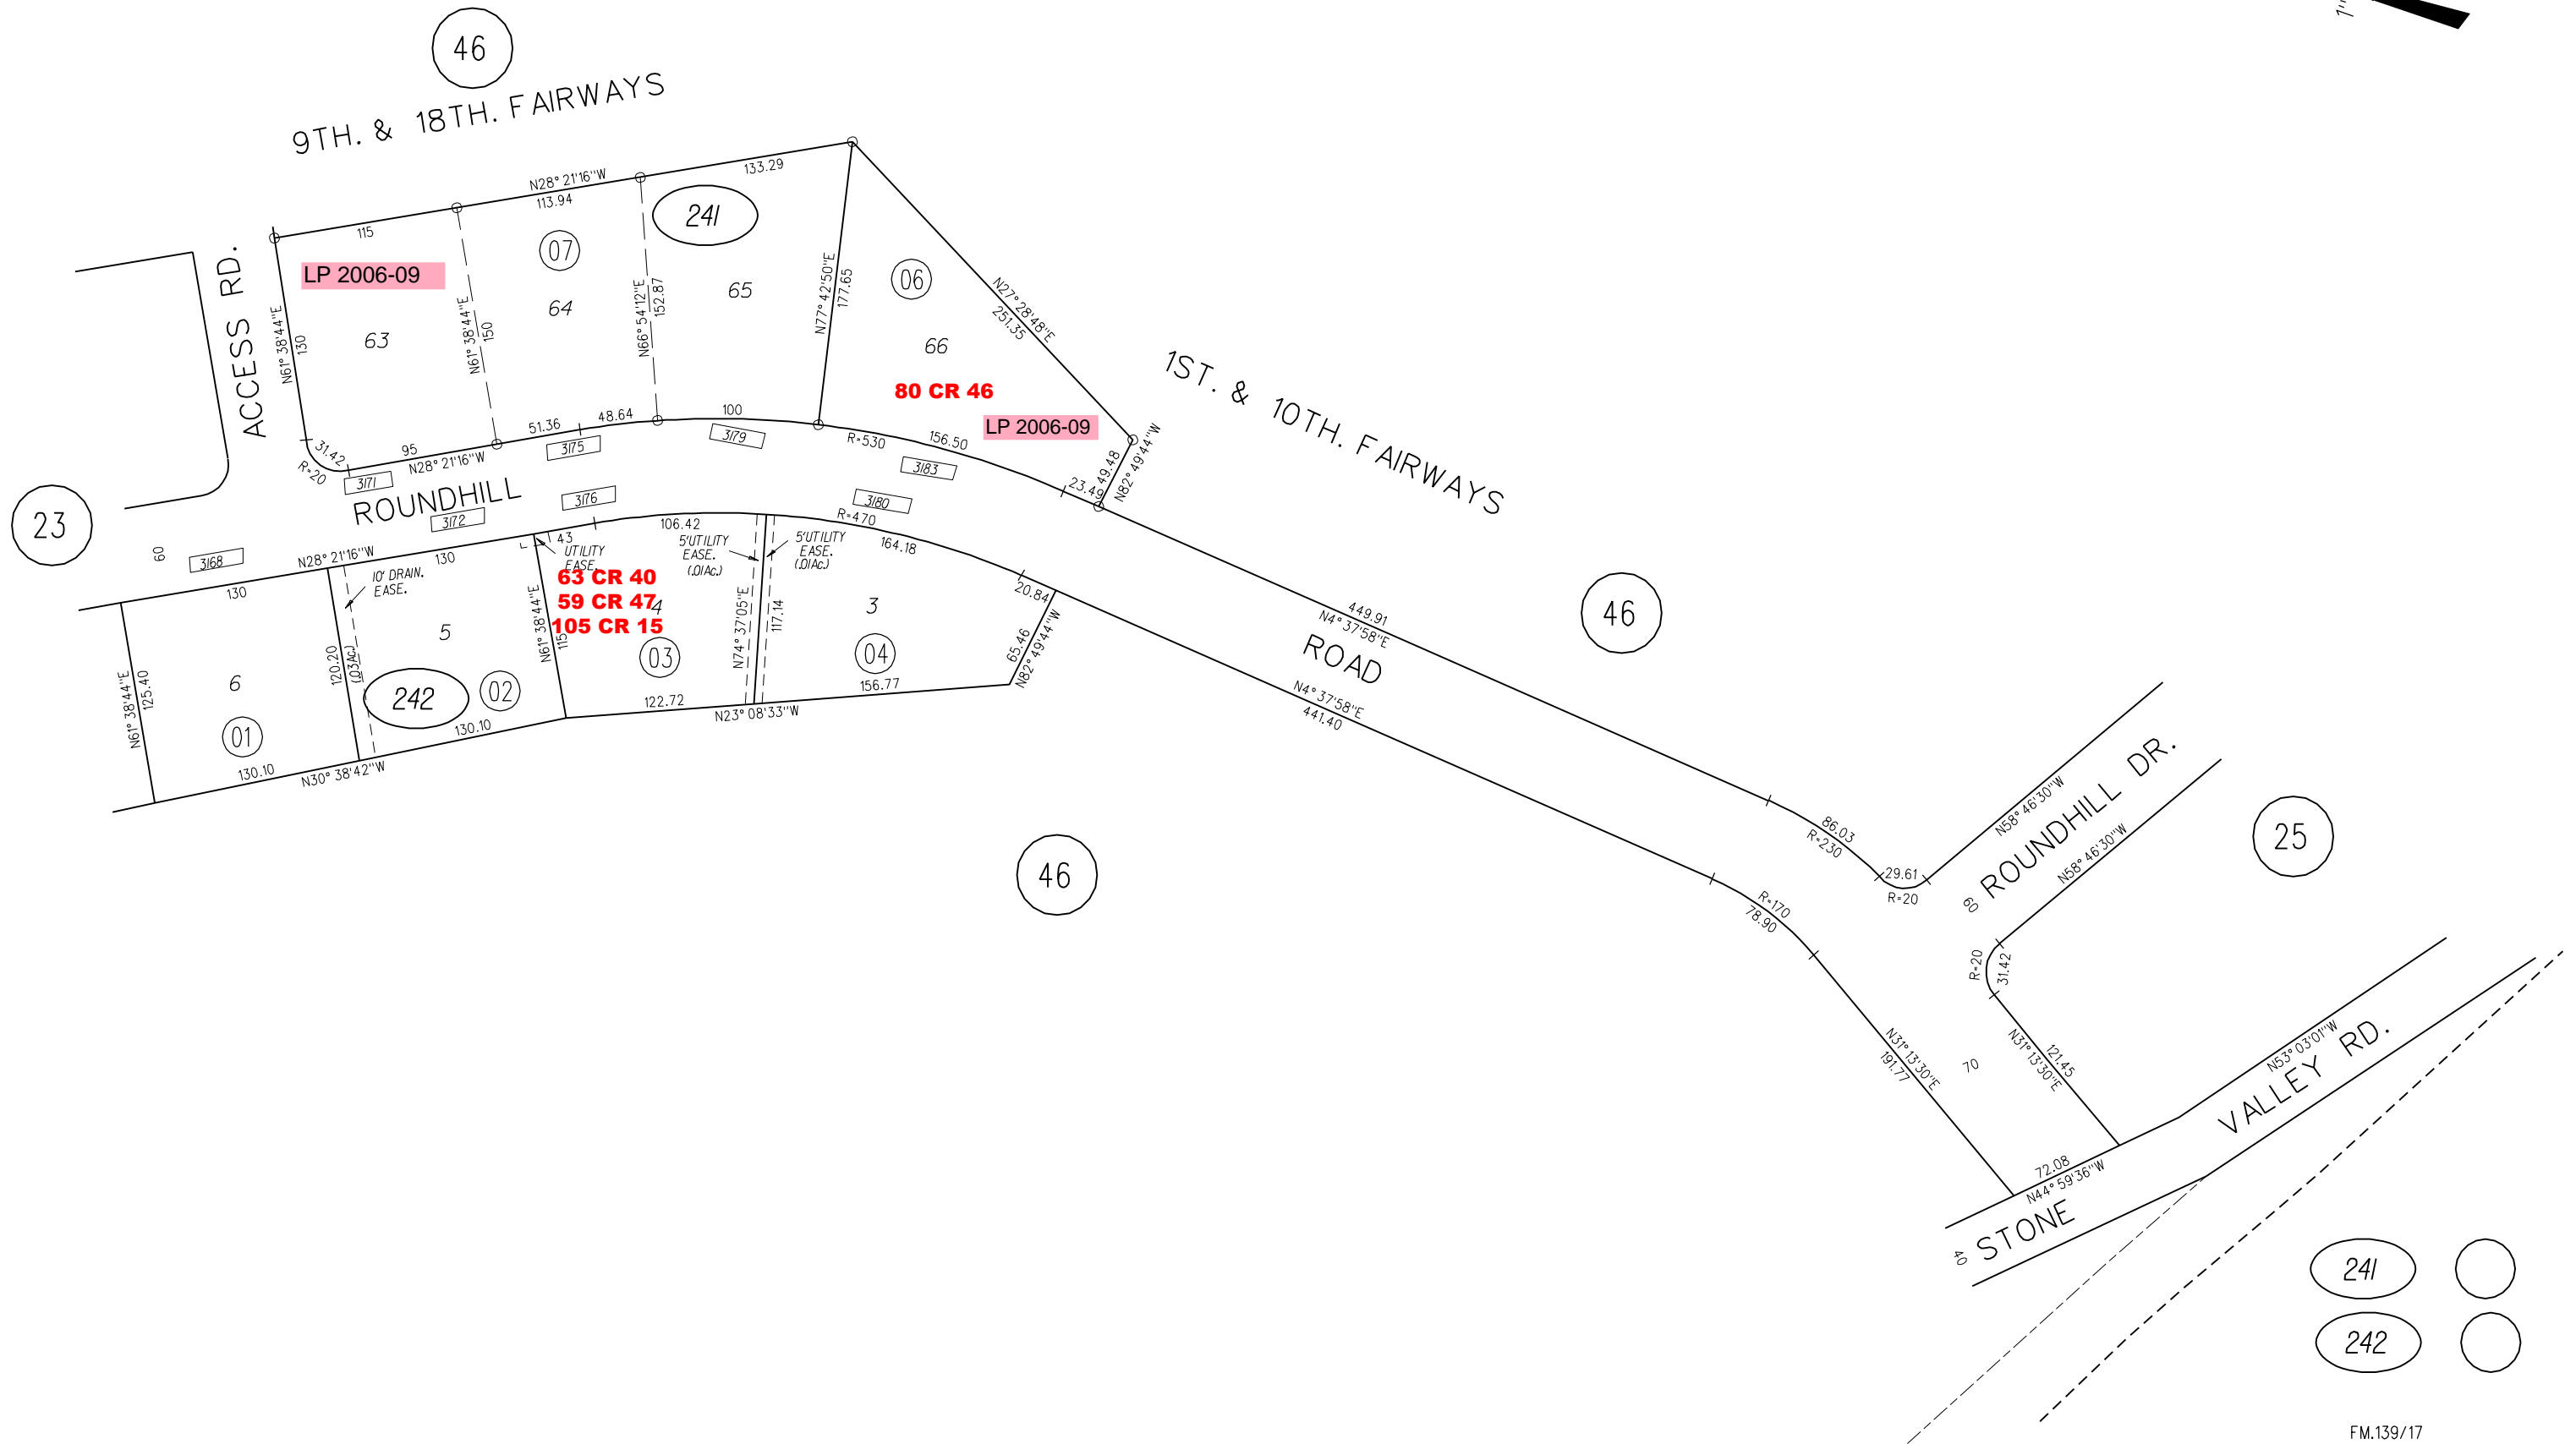 1"
46
9TH. & 18TH. FAIRWAYS
133.29
N28° 21'16"W
113.94
115
241
07
06
LP 2006-09
ACCESS RD.
N61° 38'44"E
130
63
N61° 38'44"E
150
64
N66° 54'12"E
152.87
65
N77° 42'50"E
177.65
66
N27° 28'48"E
251.35
80 CR 46
LP 2006-09
1ST. & 10TH. FAIRWAYS
31.42
R=20
95
N28° 21'16"W
51.36
48.64
100
R=530
156.50
23.49
49.48
N82° 49'44"W
3171
3175
3179
3183
ROUNDHILL
3172
3176
3180
3168
23
60
N28° 21'16"W
130
130
10' DRAIN.
EASE.
43
UTILITY
EASE.
106.42
5'UTILITY
EASE.
(.01Ac.)
5'UTILITY
EASE.
(.01Ac.)
R=470
164.18
20.84
63 CR 40
59 CR 47
105 CR 15
N61° 38'44"E
125.40
6
01
120.20
(.03Ac.)
5
242
02
N61° 38'44"E
115
4
03
N74° 37'05"E
117.14
3
04
65.46
N82° 49'44"W
130.10
N30° 38'42"W
130.10
122.72
N23° 08'33"W
156.77
449.91
N4° 37'58"E
ROAD
N4° 37'58"E
441.40
46
46
86.03
R=230
29.61
R=20
N58° 46'30"W
ROUNDHILL DR.
60
N58° 46'30"W
25
R=170
78.90
R=20
31.42
N31° 13'30"E
191.77
70
121.45
N31° 13'30"E
72.08
N44° 59'36"W
N53° 03'01"W
STONE VALLEY RD.
40
241
242
FM.139/17